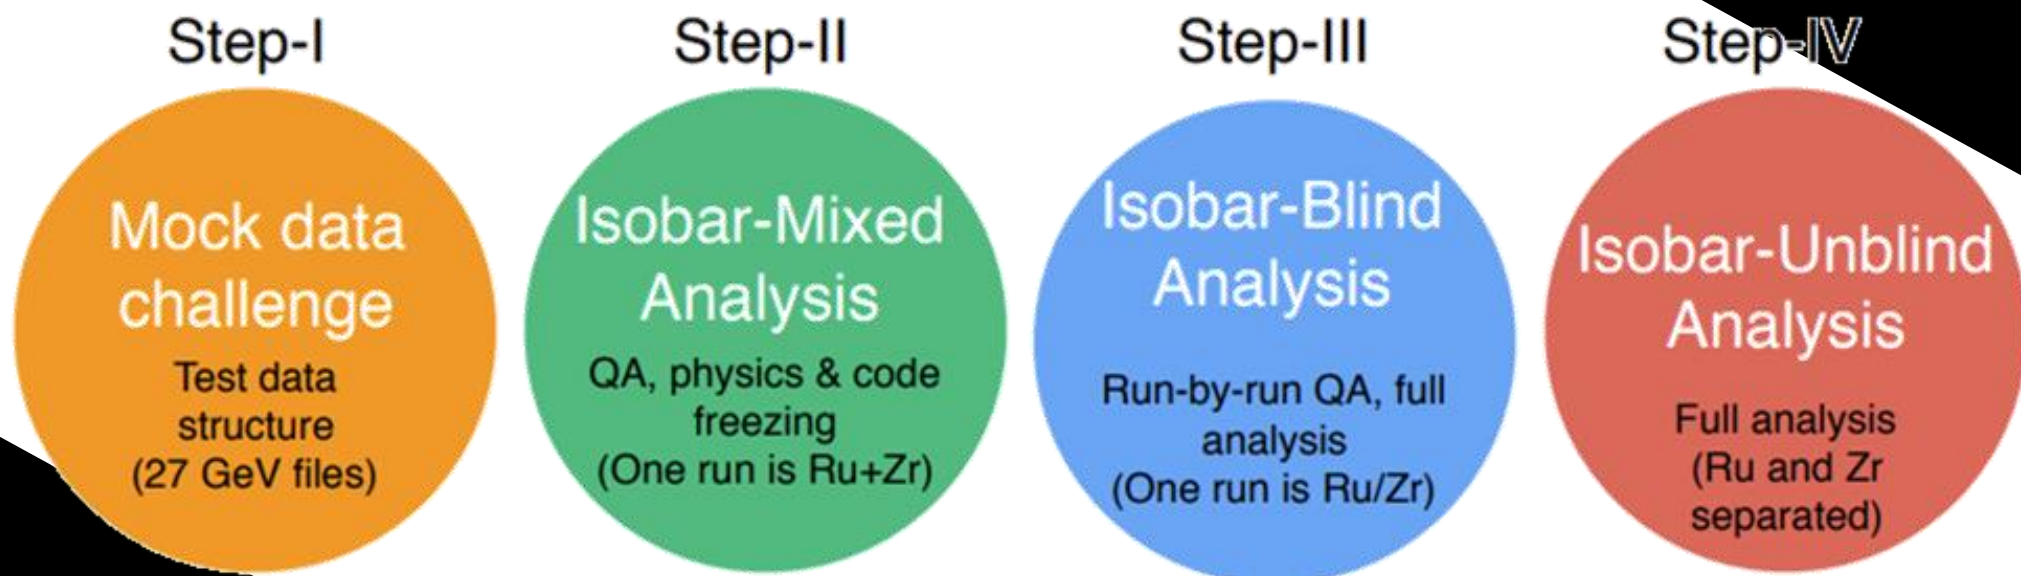 Step-I
Mock data
challenge
Test data
structure
(27 GeV files)
Step-II
Isobar-Mixed
Analysis
QA, physics & code
freezing
(One run is Ru+Zr)
Step-III
Isobar-Blind
Analysis
Run-by-run QA, full
analysis
(One run is Ru/Zr)
Step-IV
Isobar-Unblind
Analysis
Full analysis
(Ru and Zr
separated)